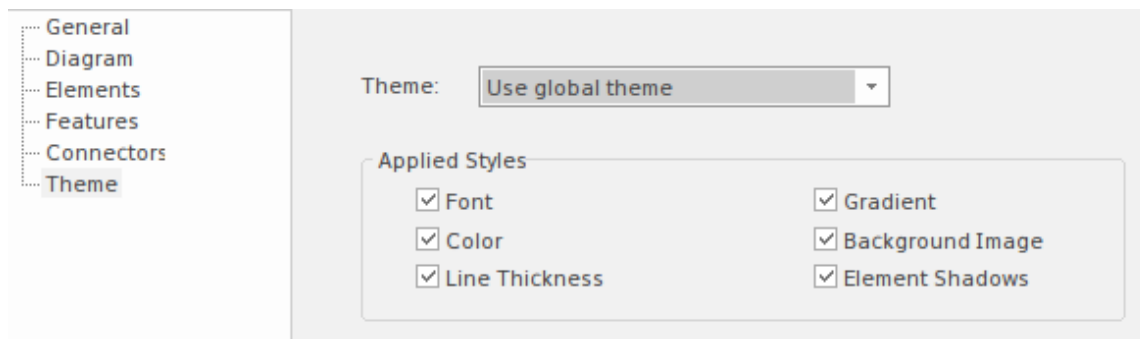 General
Diagram
Elements
Features
Connectors
Theme
Theme: Use global theme
Applied Styles
Font Gradient
Color Background Image
Line Thickness Element Shadows